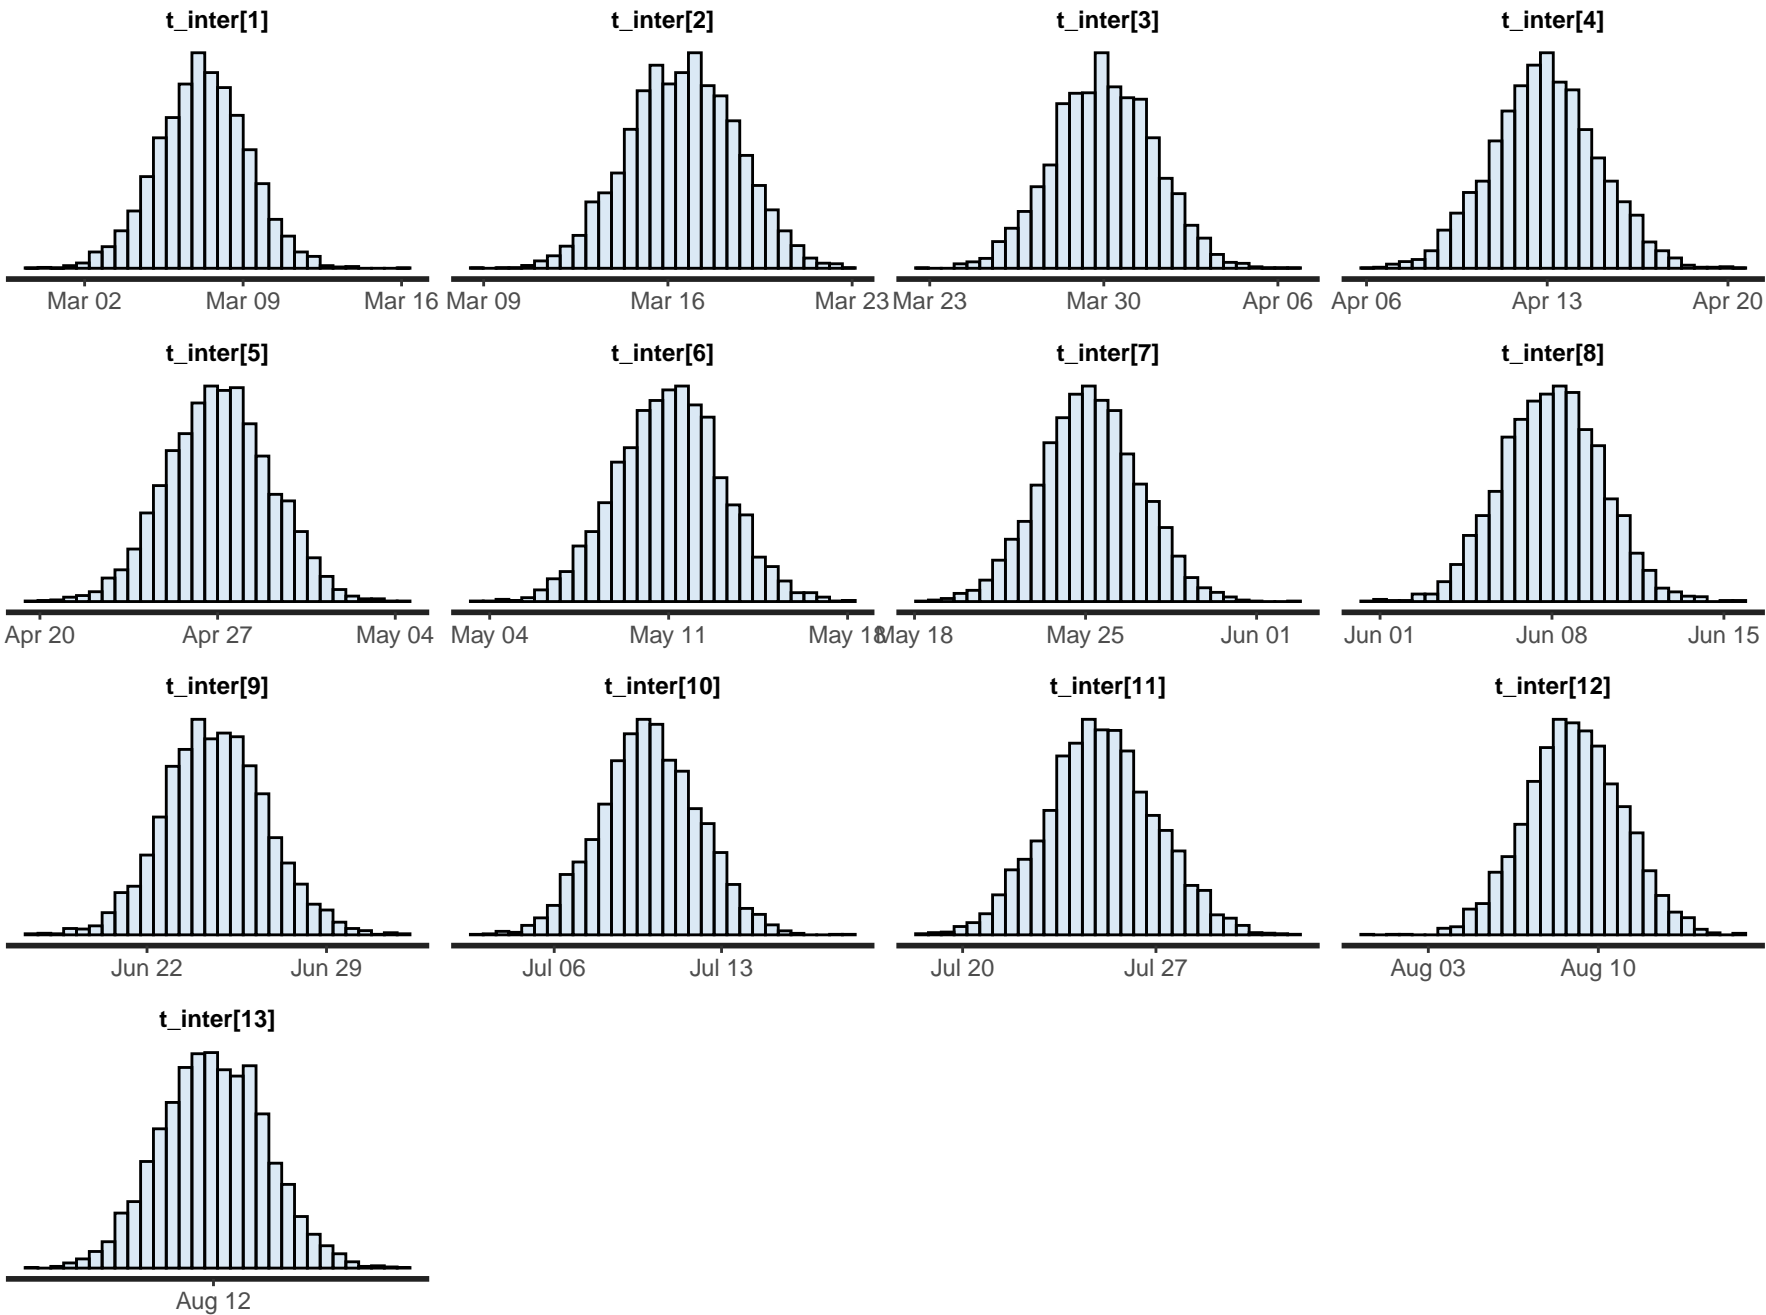 t_inter[1] t_inter[2] t_inter[3] t_inter[4]
Mar 02 Mar 09 Mar 16 Mar 09 Mar 16 Mar 23 Mar 23 Mar 30 Apr 06 Apr 06 Apr 13 Apr 20
t_inter[5] t_inter[6] t_inter[7] t_inter[8]
Apr 20 Apr 27 May 04 May 04 May 11 May 18 May 18 May 25 Jun 01 Jun 01 Jun 08 Jun 15
t_inter[9] t_inter[10] t_inter[11] t_inter[12]
Jun 22 Jun 29 Jul 06 Jul 13 Jul 20 Jul 27 Aug 03 Aug 10
t_inter[13]
Aug 12